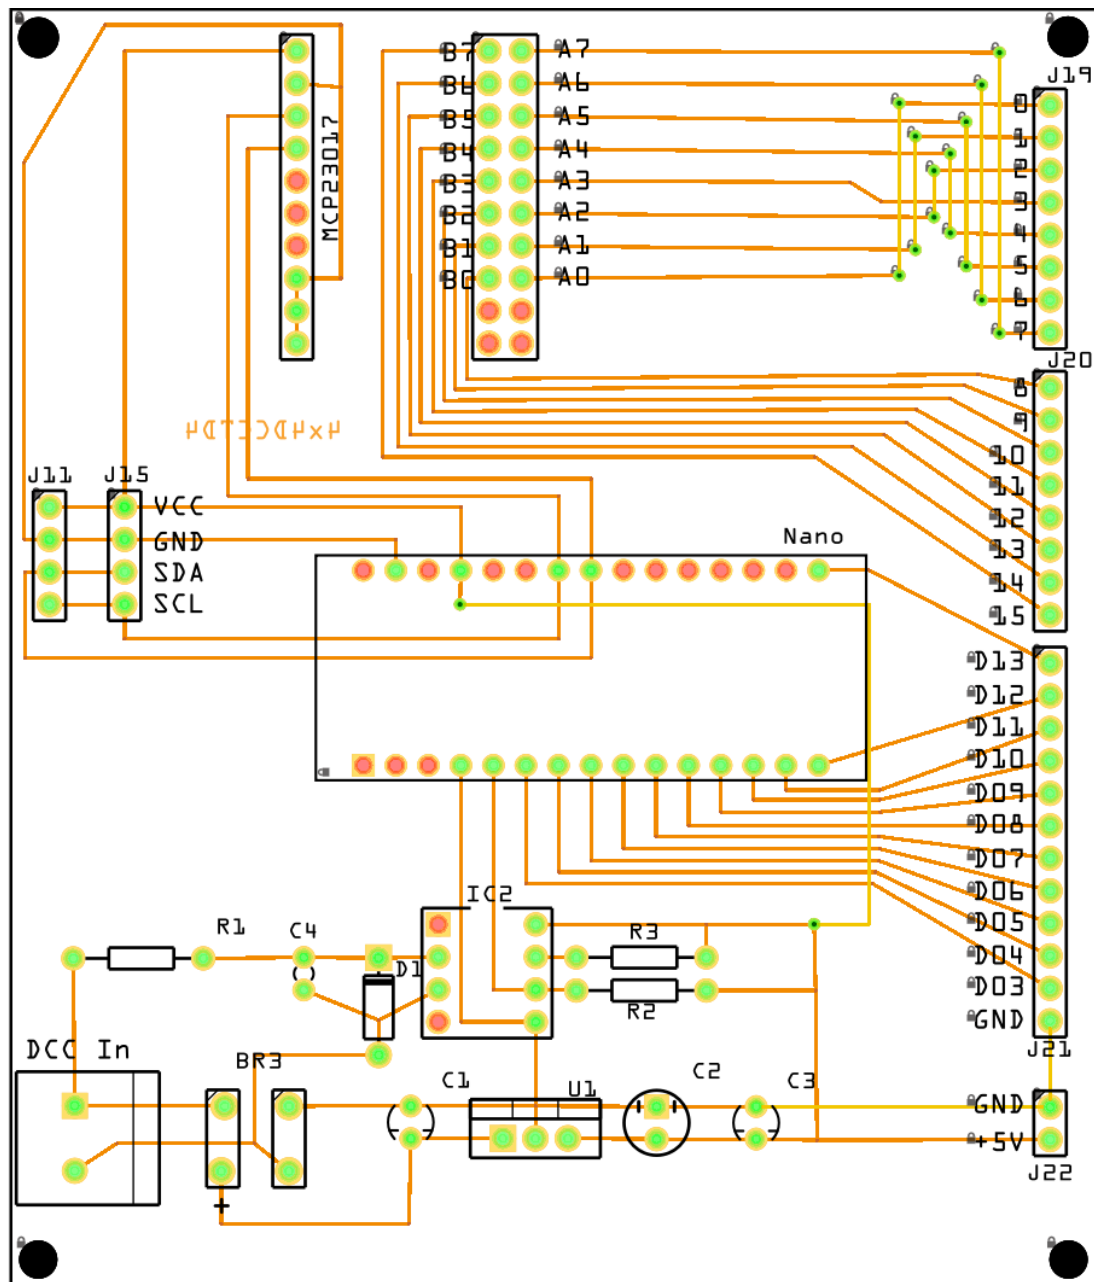 J19
B7 A7
B6 A6
B5 A5
B4 A4
B3 A3
B2 A2
B1 A1
B0 A0
MCP23017
0
1
2
3
4
5
6
7
J20
8
9
10
11
12
13
14
15
J11 J15
VCC
GND
SDA
SCL
Nano
D13
D12
D11
D10
D09
D08
D07
D06
D05
D04
D03
GND
J21
IC2
R1 C4 R3
D1
R2
DCC In
BR3
C1 U1 C2 C3
GND
+5V
J22
+